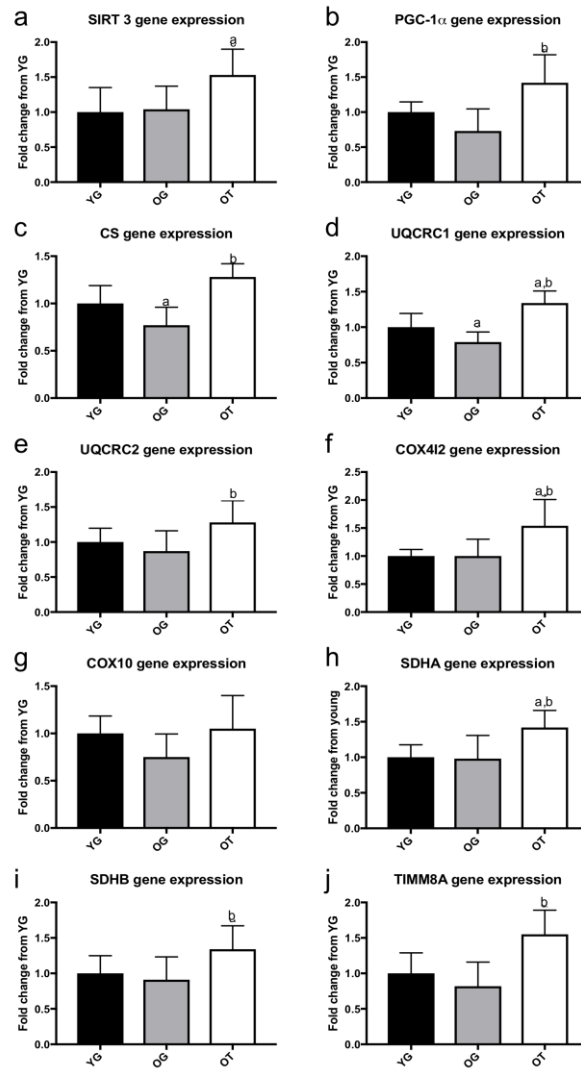 a
SIRT 3 gene expression
Fold change from YG
2.0
1.5
1.0
0.5
0.0
a
c
YG
OG
OT
b
PGC-1α gene expression
Fold change from YG
2.0
1.5
1.0
0.5
0.0
b
YG
OG
OT
c
CS gene expression
Fold change from YG
1.5
1.0
0.5
0.0
a
b
YG
OG
OT
d
UQCRC1 gene expression
Fold change from YG
2.0
1.5
1.0
0.5
0.0
a
a,b
YG
OG
OT
e
UQCRC2 gene expression
Fold change from YG
2.0
1.5
1.0
0.5
0.0
b
YG
OG
OT
f
COX4I2 gene expression
Fold change from YG
2.5
2.0
1.5
1.0
0.5
0.0
a,b
YG
OG
OT
g
COX10 gene expression
Fold change from YG
1.5
1.0
0.5
0.0
YG
OG
OT
h
SDHA gene expression
Fold change from young
2.0
1.5
1.0
0.5
0.0
a,b
YG
OG
OT
i
SDHB gene expression
Fold change from YG
2.0
1.5
1.0
0.5
0.0
b
YG
OG
OT
j
TIMM8A gene expression
Fold change from YG
2.0
1.5
1.0
0.5
0.0
b
YG
OG
OT